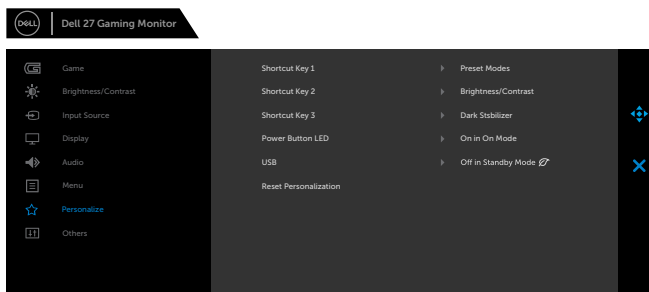 DELL
Dell 27 Gaming Monitor
Game
Shortcut Key 1
Preset Modes
Brightness/Contrast
Shortcut Key 2
Brightness/Contrast
Input Source
Shortcut Key 3
Dark Stsbilizer
Display
Power Button LED
On in On Mode
Audio
USB
Off in Standby Mode
Menu
Reset Personalization
Personalize
Others